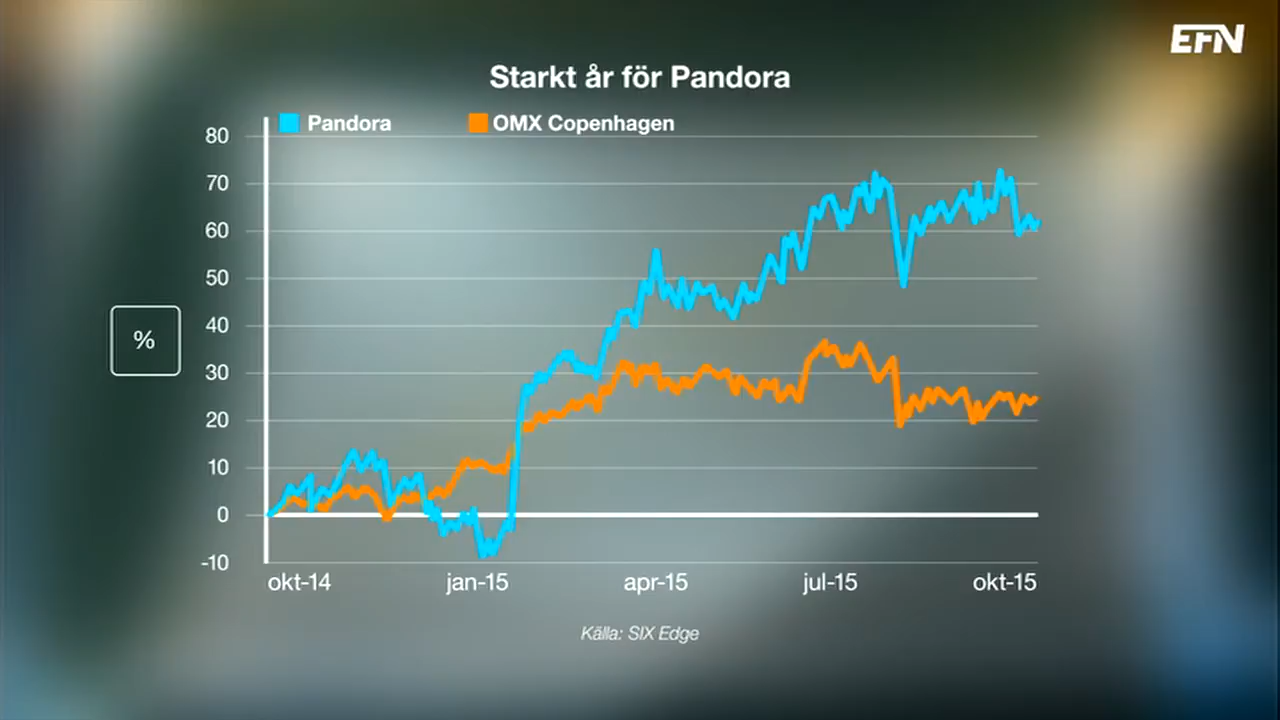 EFN
Starkt år för Pandora
Pandora
OMX Copenhagen
80
70
60
50
%
40
30
20
10
0
-10
okt-14
jan-15
apr-15
jul-15
okt-15
Källa: SIX Edge